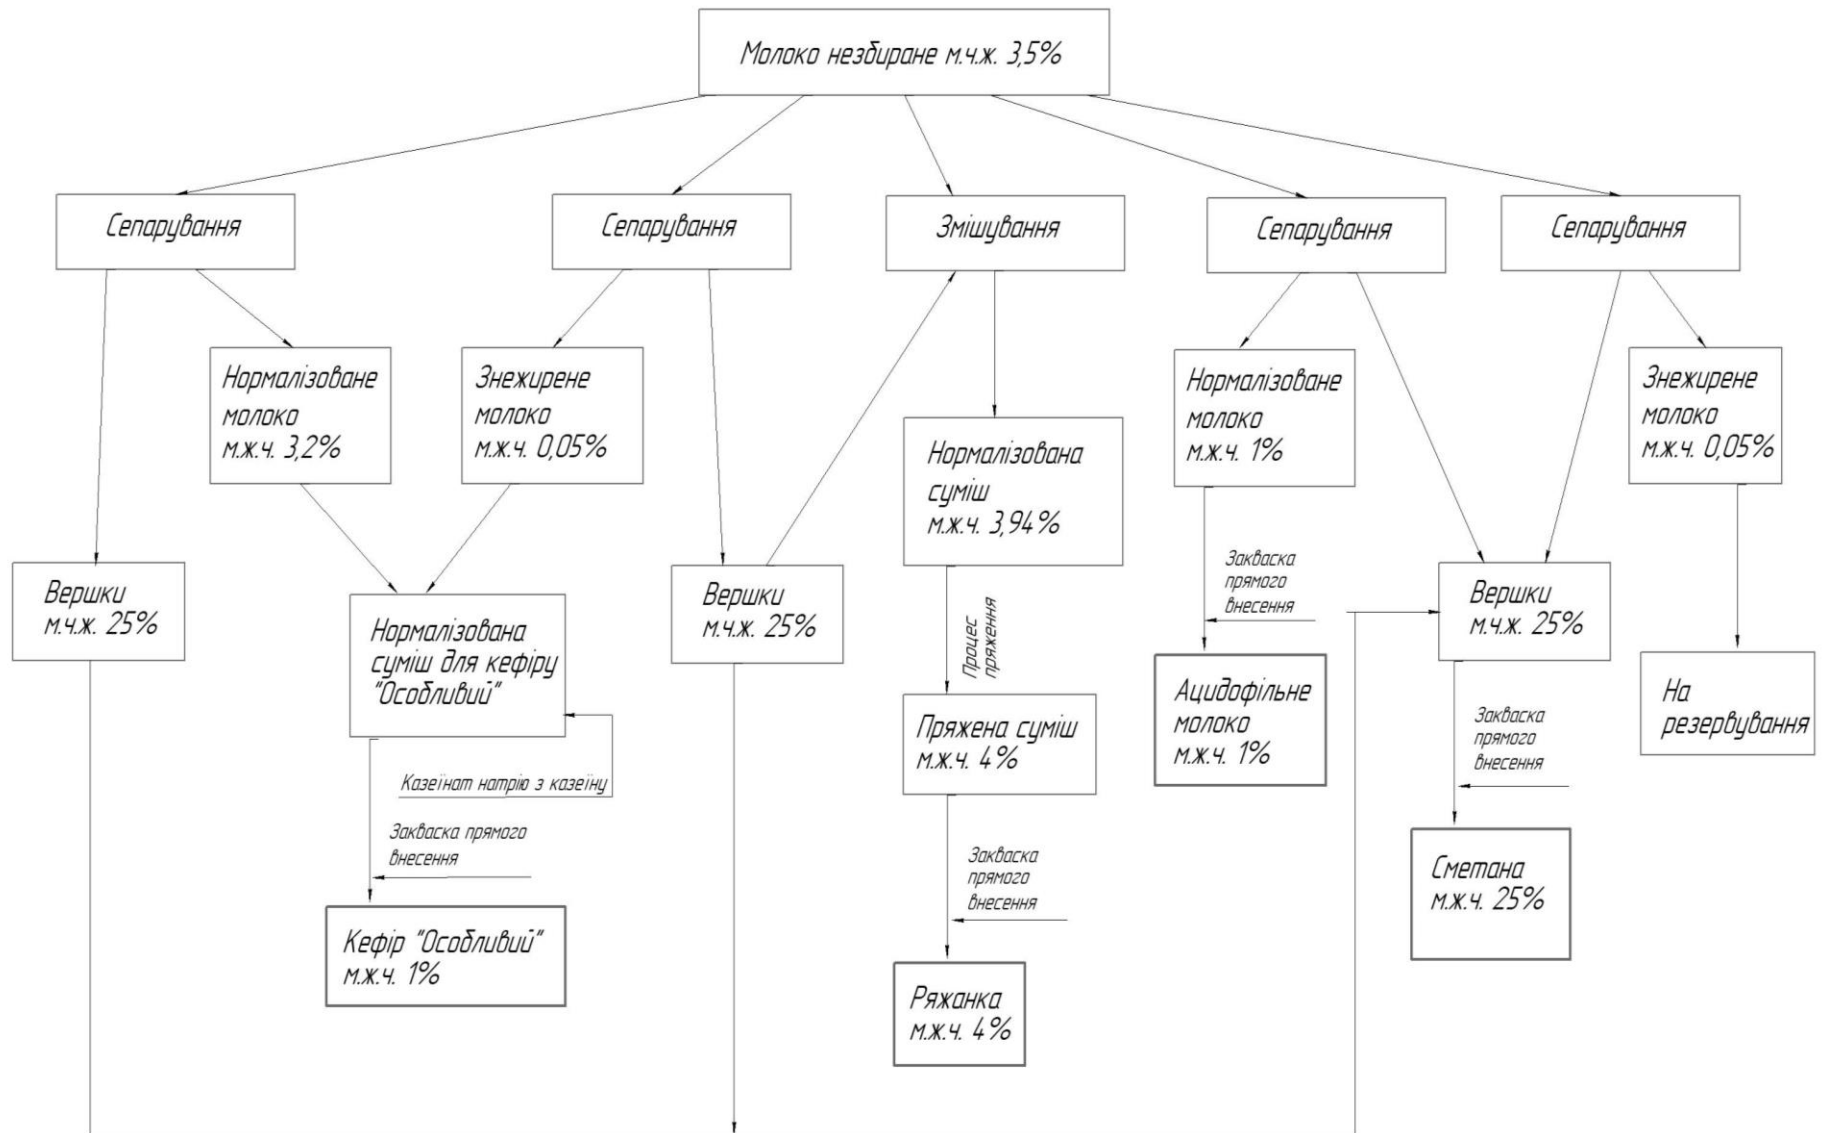 Молоко незбиране м.ч.ж. 3,5%
Сепарування
Сепарування
Змішування
Сепарування
Сепарування
Нормалізоване
молоко
м.ж.ч. 3,2%
Знежирене
молоко
м.ж.ч. 0,05%
Нормалізована
суміш
м.ж.ч. 3,94%
Нормалізоване
молоко
м.ж.ч. 1%
Знежирене
молоко
м.ж.ч. 0,05%
Вершки
м.ч.ж. 25%
Нормалізована
суміш для кефіру
"Особливий"
Вершки
м.ч.ж. 25%
Процес
пряження
Закваска
прямого
внесення
Вершки
м.ч.ж. 25%
Казеїнат натрію з казеїну
Закваска прямого
внесення
Кефір "Особливий"
м.ж.ч. 1%
Пряжена суміш
м.ж.ч. 4%
Закваска
прямого
внесення
Ряжанка
м.ж.ч. 4%
Ацидофільне
молоко
м.ж.ч. 1%
Закваска
прямого
внесення
Сметана
м.ж.ч. 25%
На
резервування